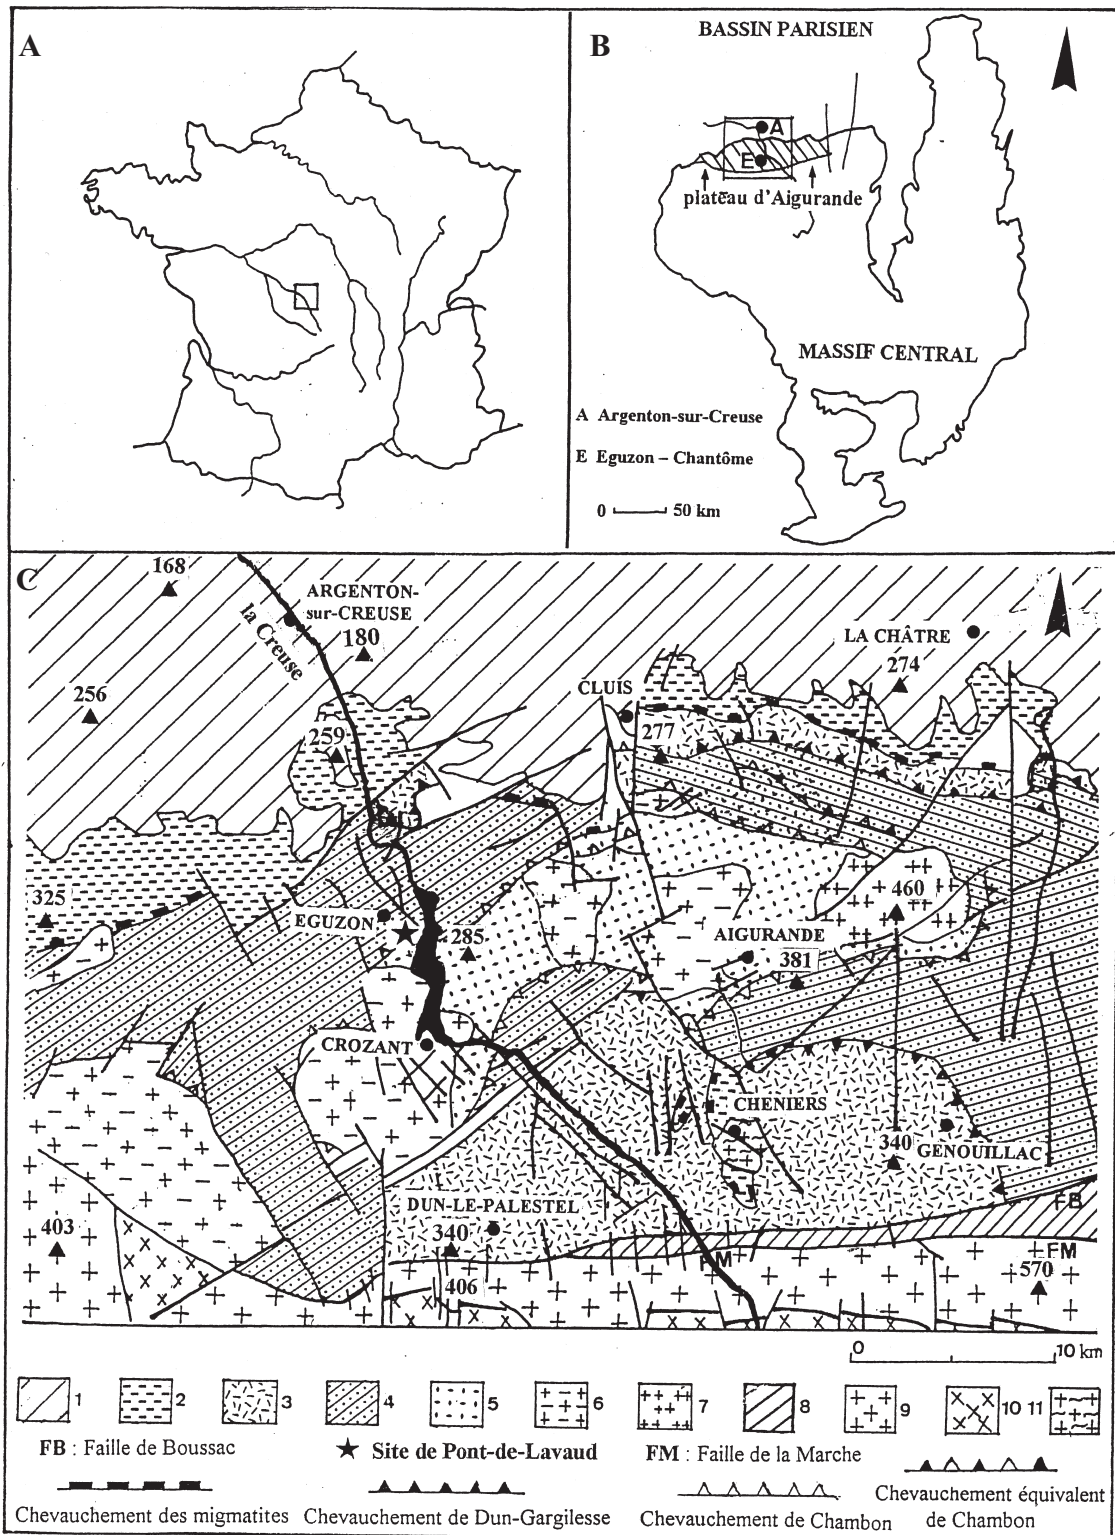 A
B
BASSIN PARISIEN
A
E
plateau d'Aigurande
MASSIF CENTRAL
A Argenton-sur-Creuse
E Eguzon – Chantôme
0 50 km
C
168
ARGENTON-
sur-CREUSE
180
la Creuse
LA CHÂTRE
274
256
CLUIS
259
277
325
EGUZON
285
460
AIGURANDE
381
CROZANT
CHENIERS
340
GENOUILLAC
FB
DUN-LE-PALESTEL
403
340
FM
FM
406
570
0 10 km
1 2 3 4 5 6 7 8 9 10 11
FB : Faille de Boussac
Site de Pont-de-Lavaud
FM : Faille de la Marche
Chevauchement des migmatites
Chevauchement de Dun-Gargilesse
Chevauchement de Chambon
Chevauchement équivalent
de Chambon